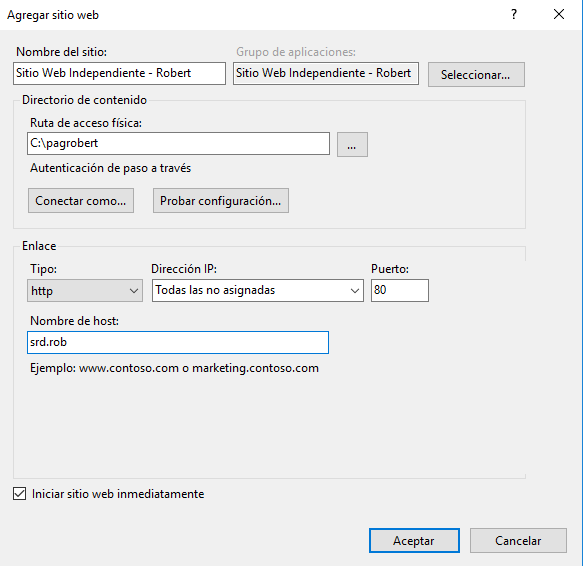 Agregar sitio web
?
Nombre del sitio: Grupo de aplicaciones:
Sitio Web Independiente - Robert Sitio Web Independiente - Robert Seleccionar...
Directorio de contenido
Ruta de acceso física:
C:\pagrobert ...
Autenticación de paso a través
Conectar como... Probar configuración...
Enlace
Tipo: Dirección IP: Puerto:
http Todas las no asignadas 80
Nombre de host:
srd.rob
Ejemplo: www.contoso.com o marketing.contoso.com
Iniciar sitio web inmediatamente
Aceptar Cancelar